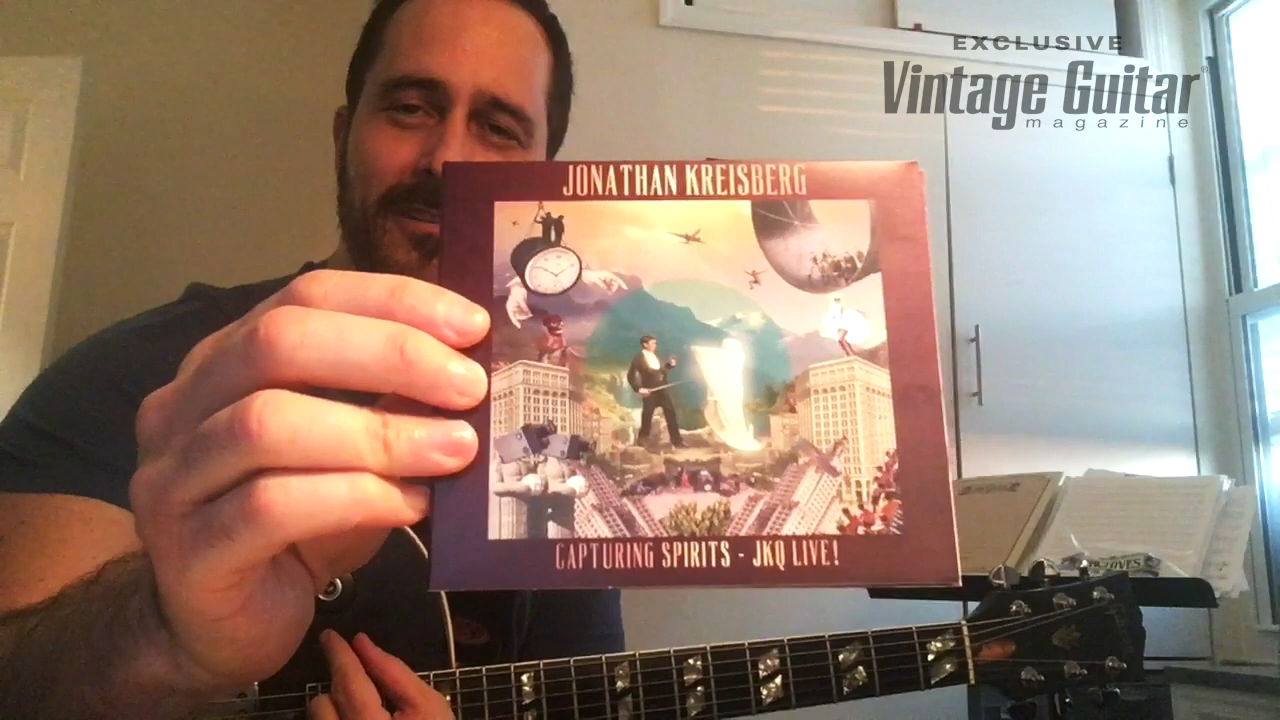 EXCLUSIVE
Vintage Guitar
magazine
JONATHAN KREISBERG
CAPTURING SPIRITS - JKQ LIVE!